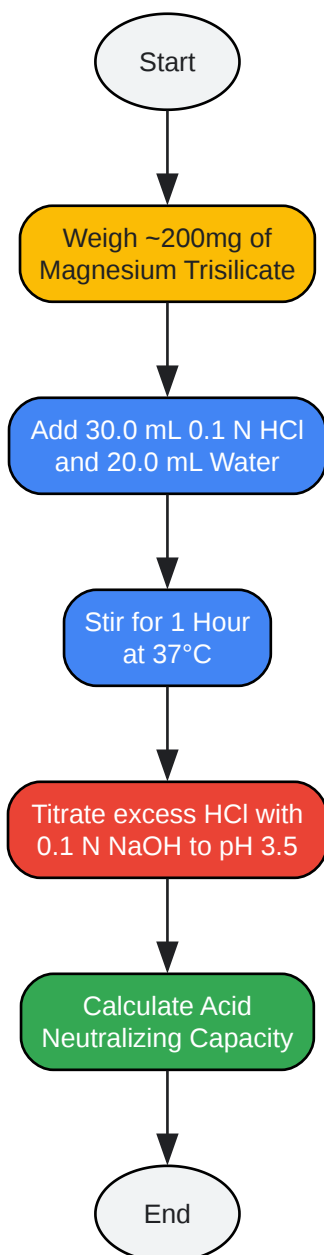 Start
Weigh ~200mg of
Magnesium Trisilicate
Add 30.0 mL 0.1 N HCl
and 20.0 mL Water
Stir for 1 Hour
at 37°C
Titrate excess HCl with
0.1 N NaOH to pH 3.5
Calculate Acid
Neutralizing Capacity
End